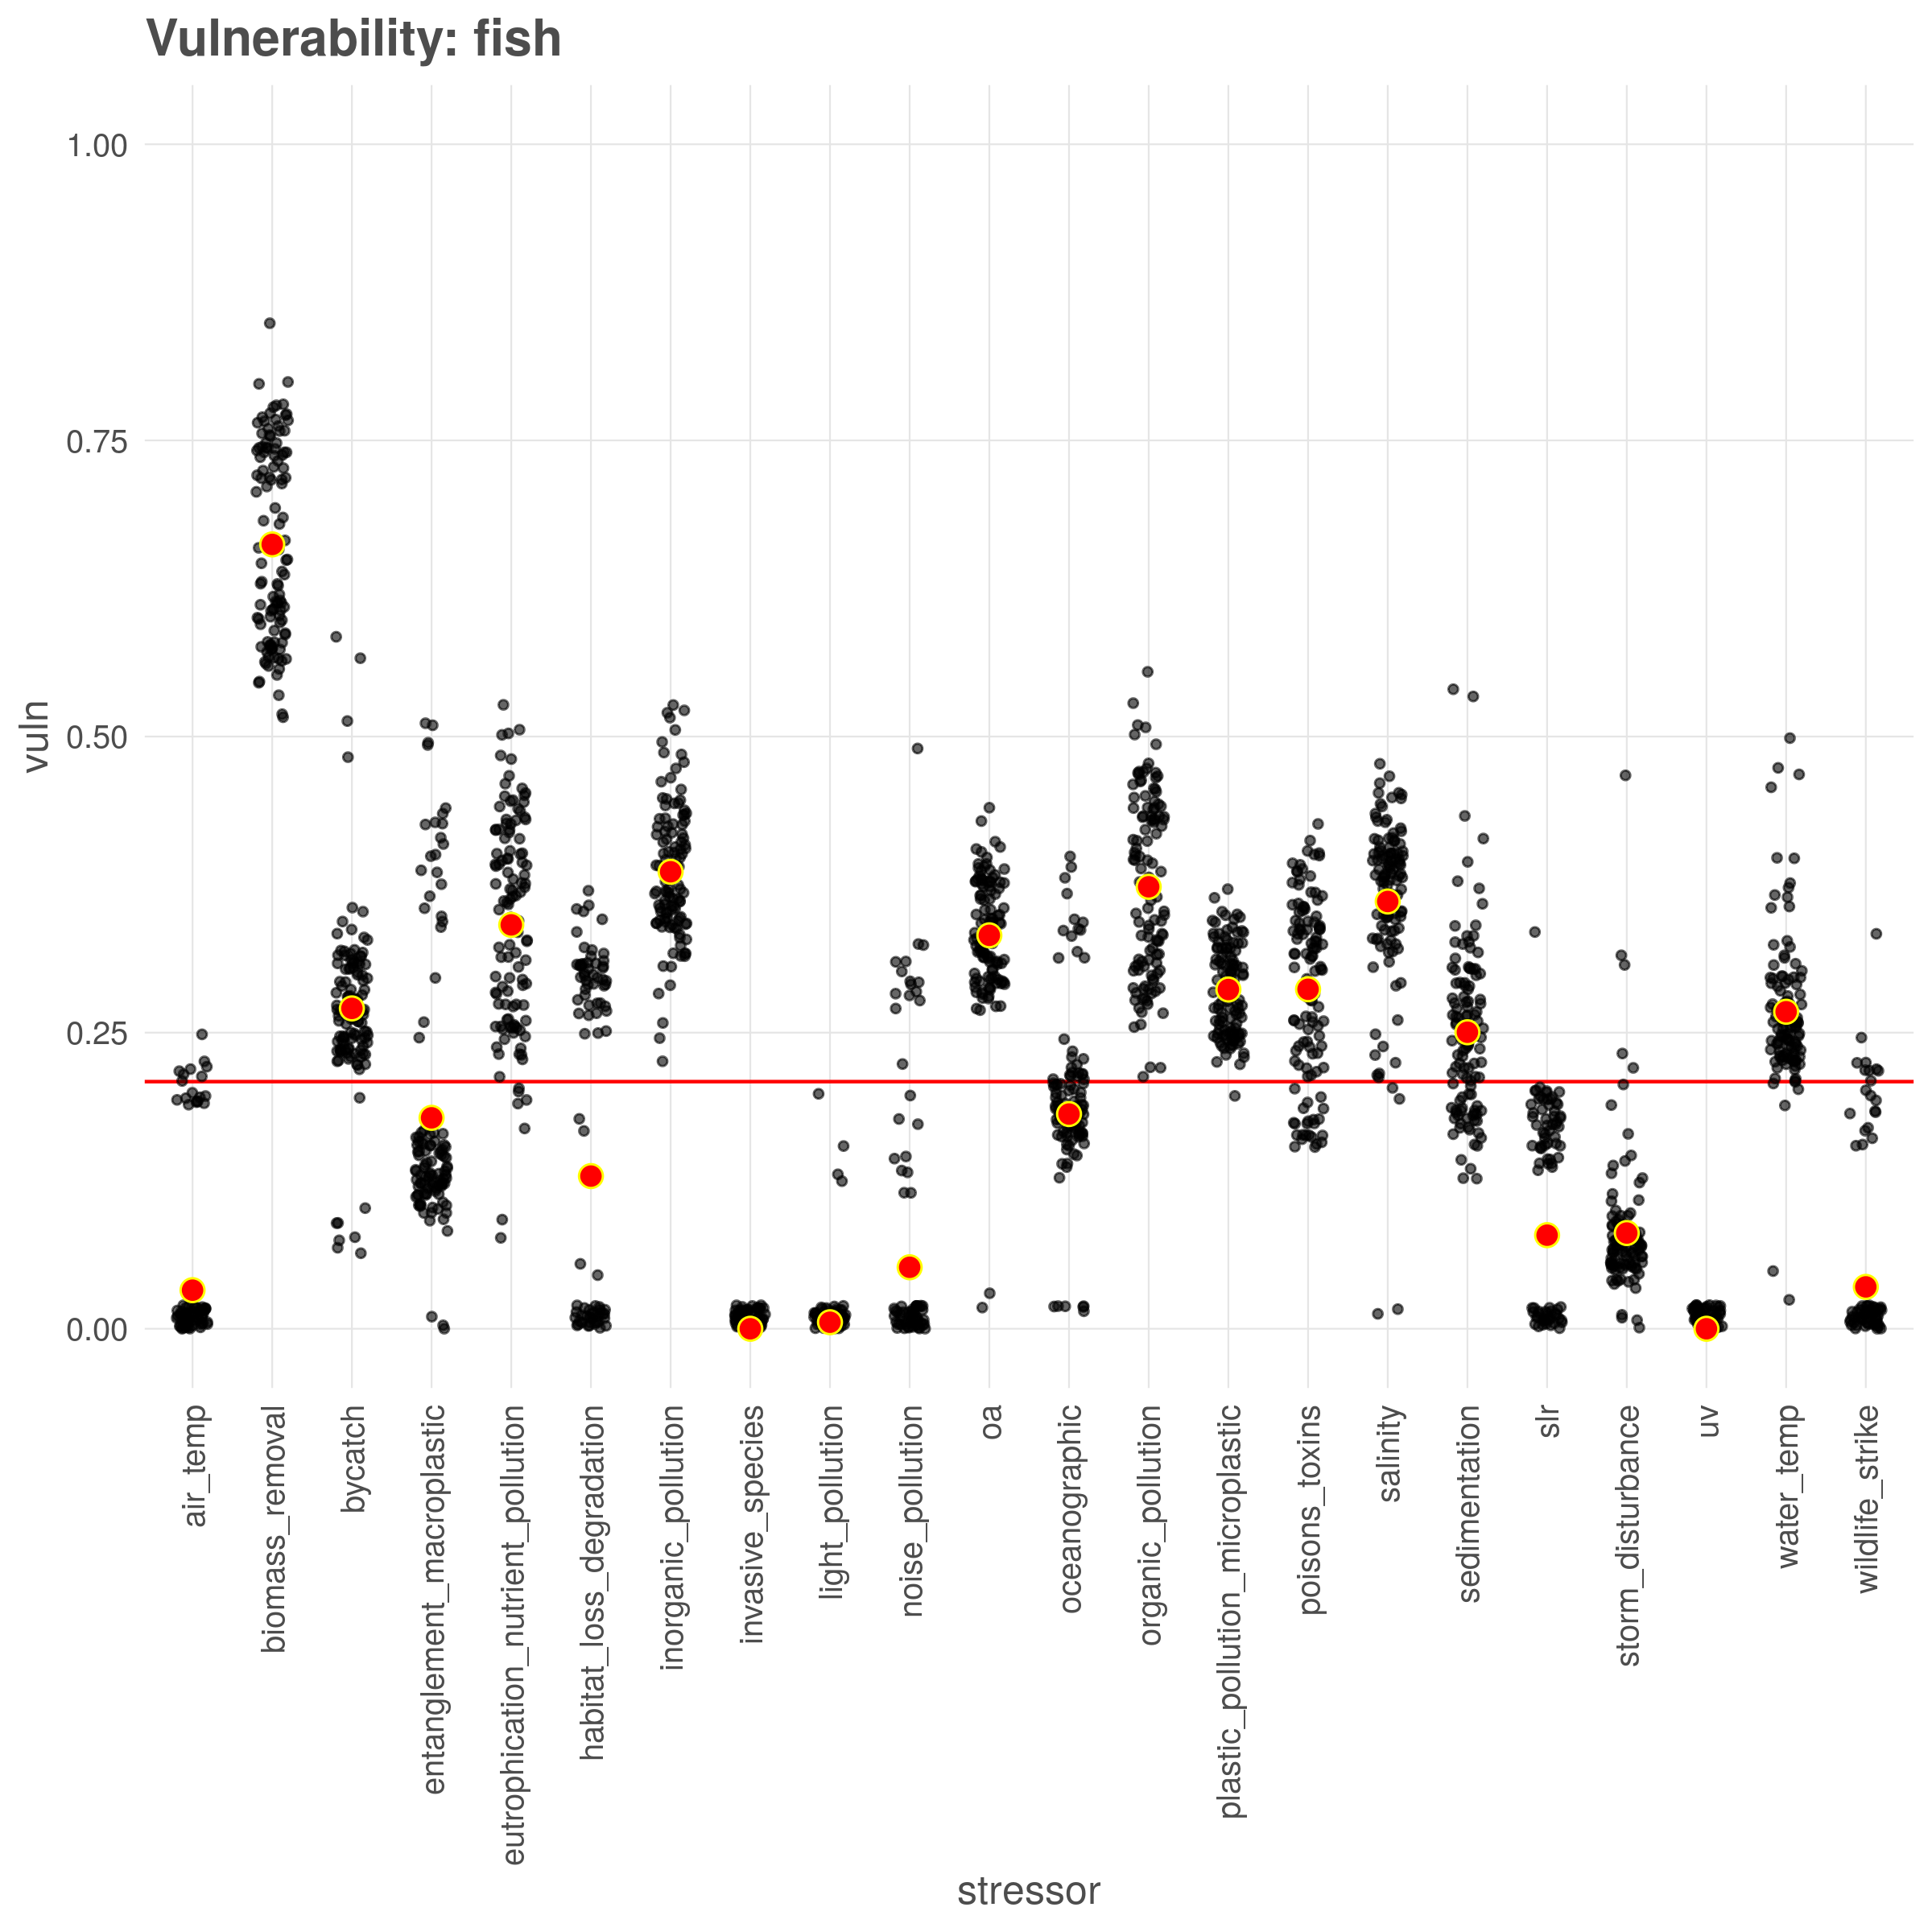 Vulnerability: fish
1.00
0.75
0.50
0.25
0.00
vuln
air_temp
biomass_removal
bycatch
entanglement_macroplastic
eutrophication_nutrient_pollution
habitat_loss_degradation
inorganic_pollution
invasive_species
light_pollution
noise_pollution
oa
oceanographic
organic_pollution
plastic_pollution_microplastic
poisons_toxins
salinity
sedimentation
slr
storm_disturbance
uv
water_temp
wildlife_strike
stressor